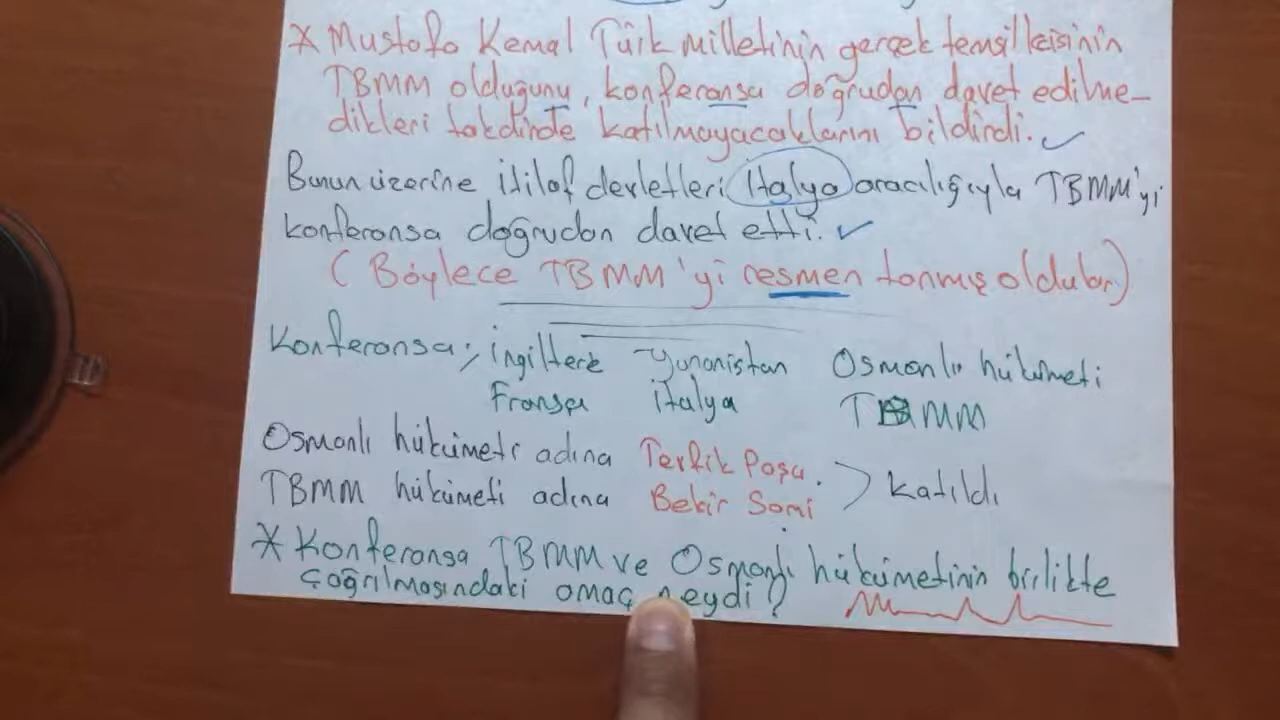 * Mustafa Kemal Türk milletinin gerçek temsilcisinin
TBMM olduğunu, konferansa doğrudan davet edilme-
dikleri takdirde katılmayacaklarını bildirdi.
Bunun üzerine itilaf devletleri İtalya aracılığıyla TBMM'yi
konferansa doğrudan davet etti.
(Böylece TBMM'yi resmen tanımış oldular)
Konferansa; İngiltere Yunanistan Osmanlı hükümeti
Fransa İtalya TBMM
Osmanlı hükümeti adına Tevfik Paşa.
TBMM hükümeti adına Bekir Sami > katıldı
* Konferansa TBMM ve Osmanlı hükümetinin birlikte
çağrılmasındaki amaç neydi?